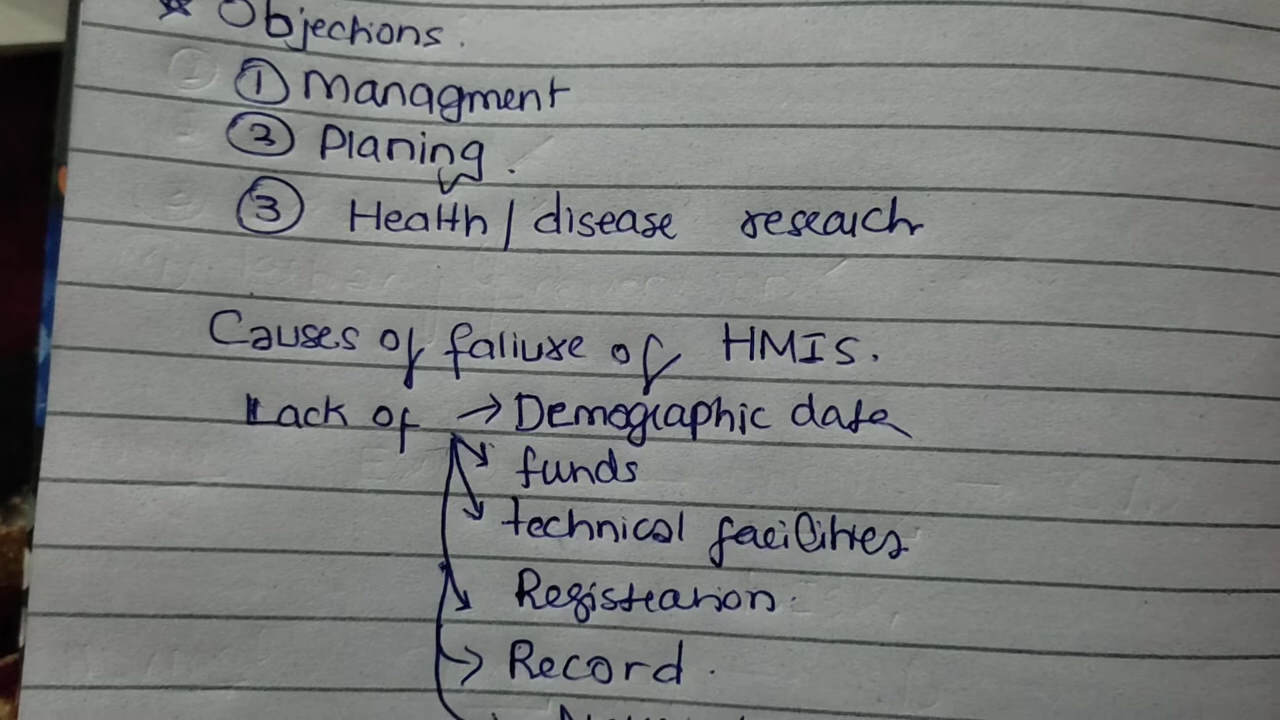 * Objections.
① Managment
② Planing.
③ Health/disease research
Causes of faliure of HMIS.
Lack of → Demographic data
funds
technical facilities
Registration.
→ Record.